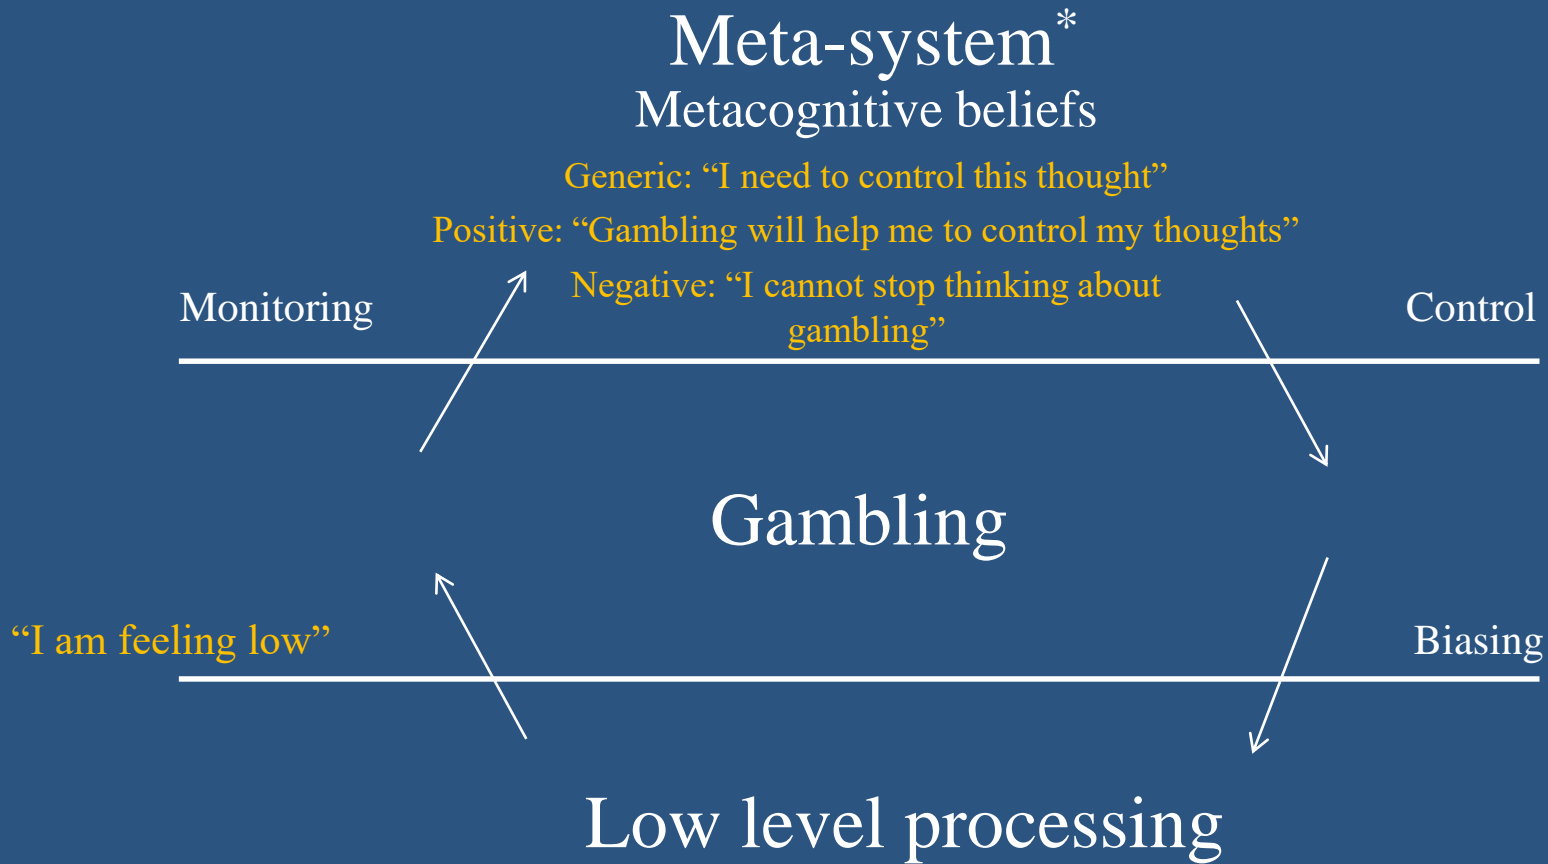 Meta-system*
Metacognitive beliefs
Generic: “I need to control this thought”
Positive: “Gambling will help me to control my thoughts”
Negative: “I cannot stop thinking about
gambling”
Monitoring
Control
Gambling
“I am feeling low”
Biasing
Low level processing